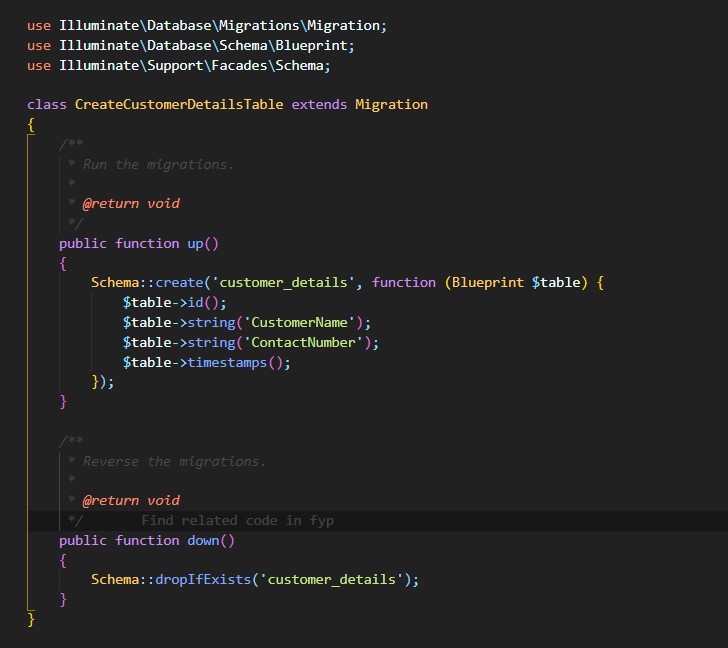 use Illuminate\Database\Migrations\Migration;
use Illuminate\Database\Schema\Blueprint;
use Illuminate\Support\Facades\Schema;

class CreateCustomerDetailsTable extends Migration
{
    /**
     * Run the migrations.
     *
     * @return void
     */
    public function up()
    {
        Schema::create('customer_details', function (Blueprint $table) {
            $table->id();
            $table->string('CustomerName');
            $table->string('ContactNumber');
            $table->timestamps();
        });
    }

    /**
     * Reverse the migrations.
     *
     * @return void
     */       Find related code in fyp
    public function down()
    {
        Schema::dropIfExists('customer_details');
    }
}